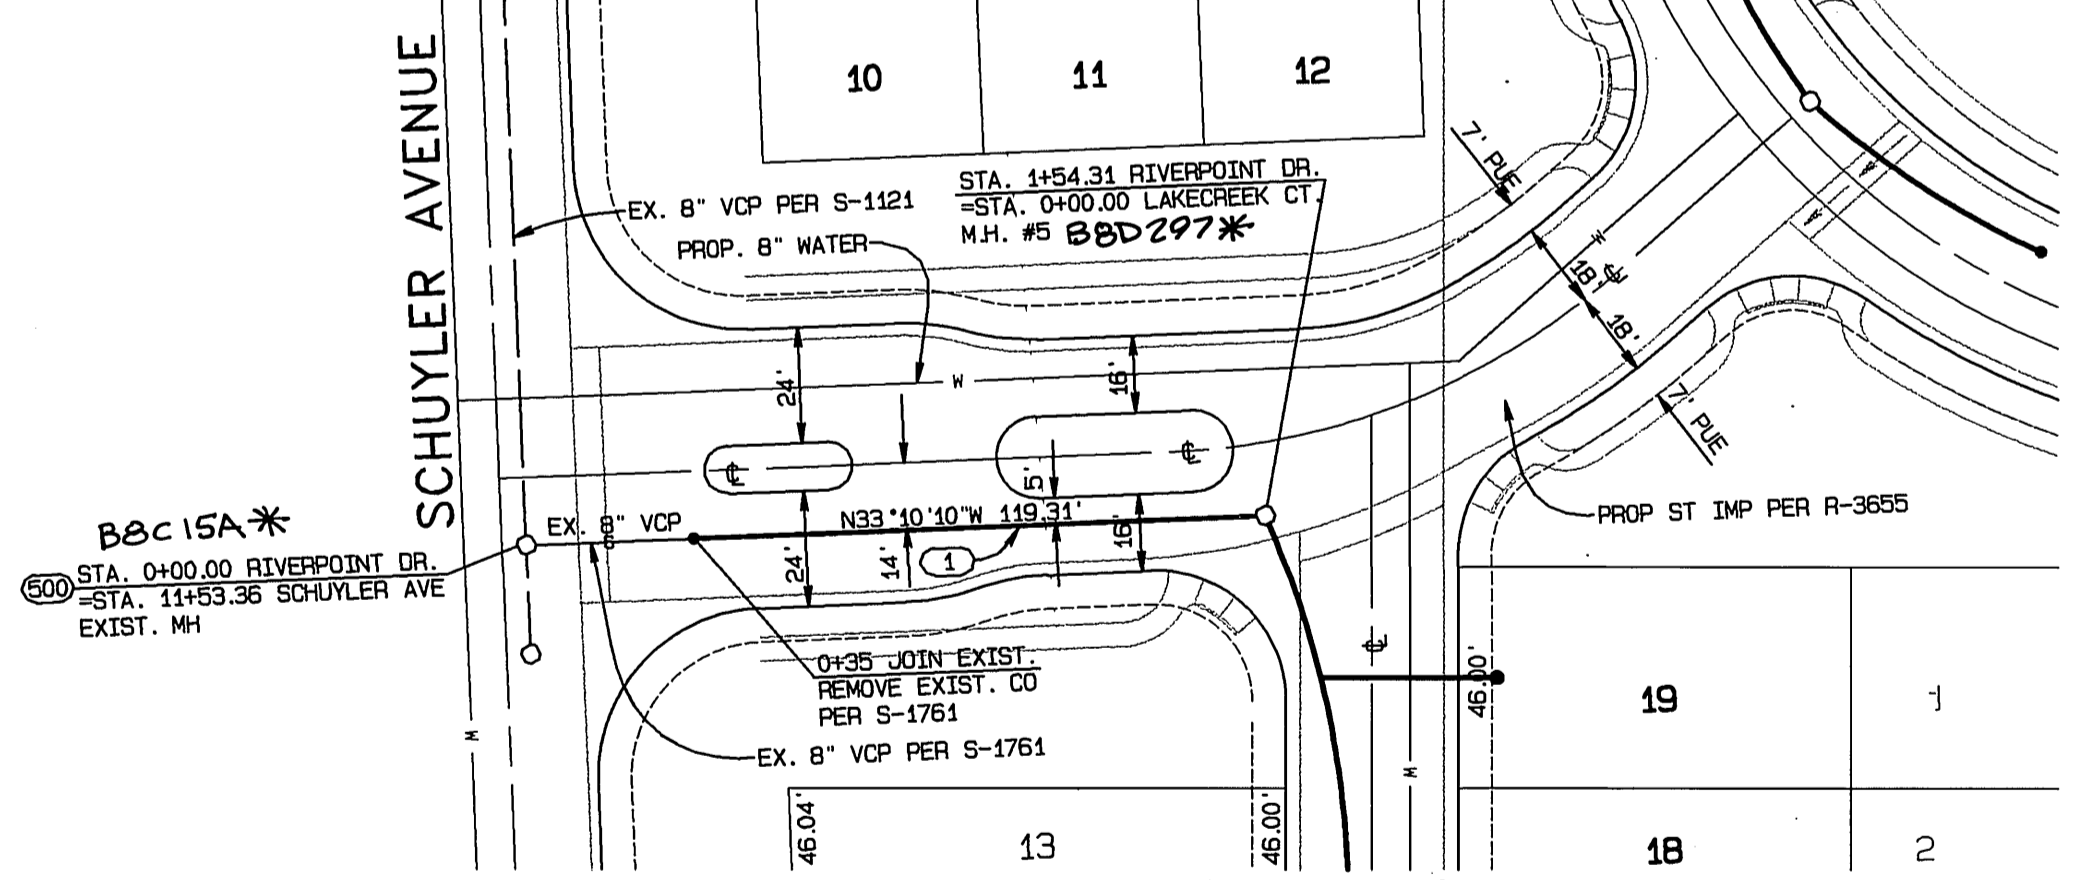 SCHUYLER AVENUE
10
11
12
7' PUE
STA. 1+54.31 RIVERPOINT DR.
=STA. 0+00.00 LAKECREEK CT.
M.H. #5 B8D297*
EX. 8" VCP PER S-1121
PROP. 8" WATER
18'
℄
18'
W
W
24'
16'
7' PUE
℄
℄
5'
PROP ST IMP PER R-3655
B8C15A*
EX. 8" VCP
N33°10'10"W 119.31'
500
STA. 0+00.00 RIVERPOINT DR.
=STA. 11+53.36 SCHUYLER AVE
EXIST. MH
24'
14'
1
16'
0+35 JOIN EXIST.
REMOVE EXIST. CO
PER S-1761
EX. 8" VCP PER S-1761
℄
46.00'
19
W
W
46.04'
13
46.00'
18
2